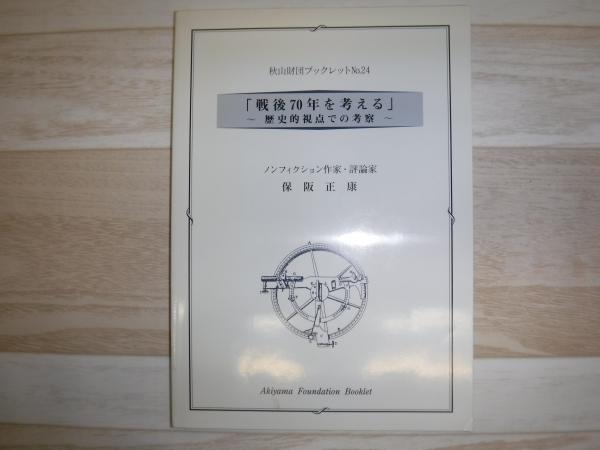 秋山財団ブックレットNo.24
「戦後70年を考える」
～ 歴史的視点での考察 ～
ノンフィクション作家・評論家
保阪正康
Akiyama Foundation Booklet